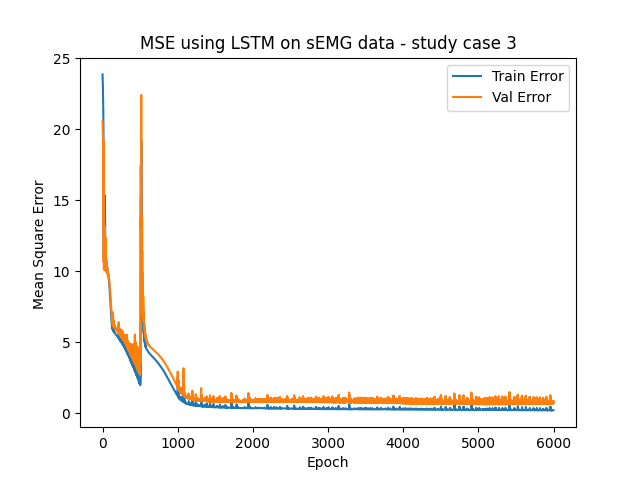 MSE using LSTM on sEMG data - study case 3
Train Error
Val Error
Mean Square Error
25
20
15
10
5
0
0 1000 2000 3000 4000 5000 6000
Epoch